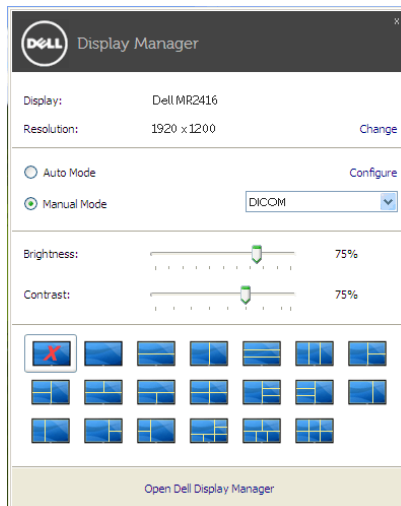 x
DELL Display Manager
Display: Dell MR2416
Resolution: 1920 x 1200 Change
Auto Mode Configure
Manual Mode DICOM
Brightness: 75%
Contrast: 75%
Open Dell Display Manager